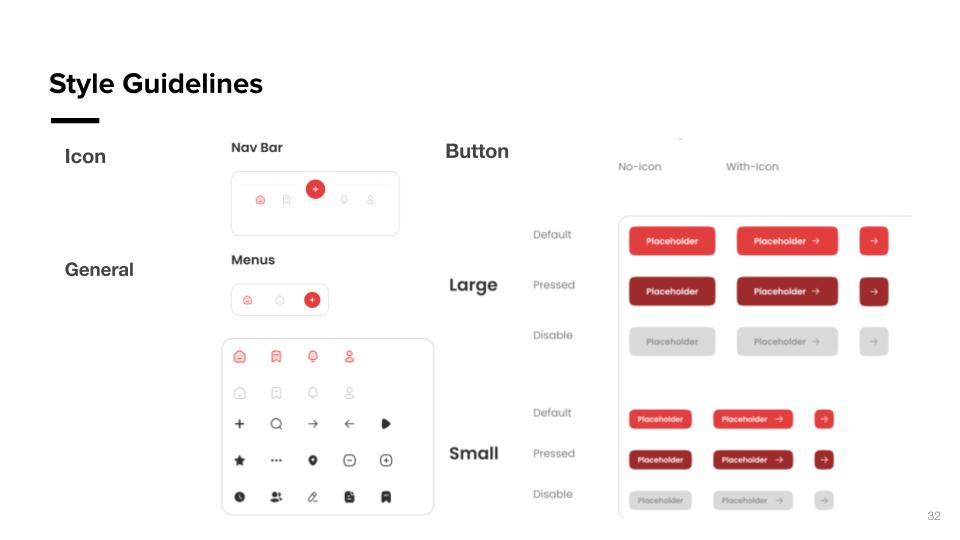 Style Guidelines
Icon
Nav Bar
General
Menus
Button
No-icon With-Icon
Large
Default
Placeholder Placeholder
Pressed
Placeholder Placeholder
Disable
Placeholder Placeholder
Small
Default
Placeholder Placeholder
Pressed
Placeholder Placeholder
Disable
Placeholder Placeholder
32